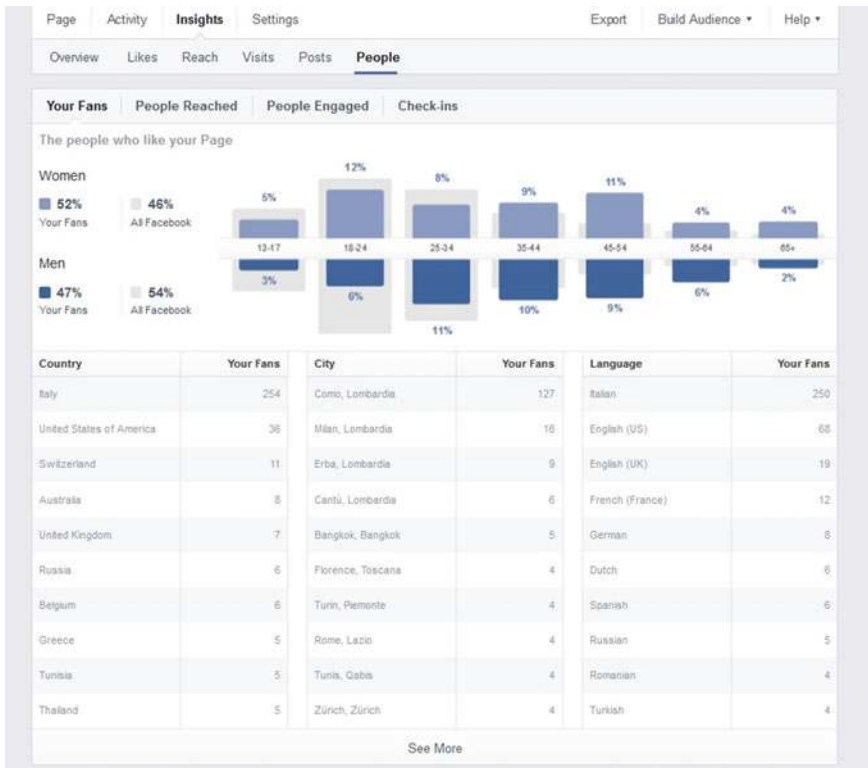 Page Activity Insights Settings Export Build Audience Help
Overview Likes Reach Visits Posts People
Your Fans People Reached People Engaged Check-ins
The people who like your Page
Women
52% 46%
Your Fans All Facebook
5% 12% 8% 9% 11% 4% 4%
13-17 18-24 25-34 35-44 45-54 55-64 65+
Men
47% 54%
Your Fans All Facebook
3% 6% 11% 10% 9% 6% 2%
Country Your Fans City Your Fans Language Your Fans
Italy 254 Como, Lombardia 127 Italian 250
United States of America 36 Milan, Lombardia 16 English (US) 68
Switzerland 11 Erba, Lombardia 9 English (UK) 19
Australia 8 Cantù, Lombardia 6 French (France) 12
United Kingdom 7 Bangkok, Bangkok 5 German 8
Russia 6 Florence, Toscana 4 Dutch 6
Belgium 6 Turin, Piemonte 4 Spanish 6
Greece 5 Rome, Lazio 4 Russian 5
Tunisia 5 Tunis, Qabis 4 Romanian 4
Thailand 5 Zürich, Zürich 4 Turkish 4
See More